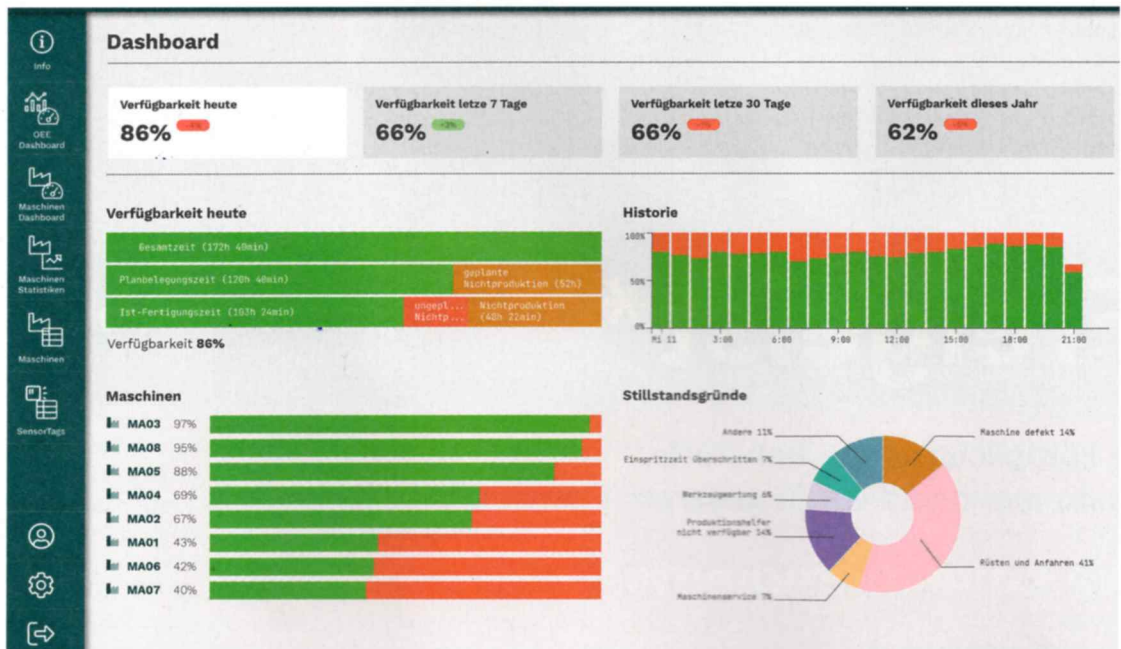 Dashboard
Info
OEE
Dashboard
Maschinen
Dashboard
Maschinen
Statistiken
Maschinen
SensorTags
Verfügbarkeit heute
86%
Verfügbarkeit letze 7 Tage
66%
Verfügbarkeit letze 30 Tage
66%
Verfügbarkeit dieses Jahr
62%
Verfügbarkeit heute
Gesamtzeit (172h 40min)
Planbelegungszeit (120h 40min)
geplante
Nichtproduktion (52h)
Ist-Fertigungszeit (103h 24min)
ungepl...
Nichtp...
Nichtproduktion
Verfügbarkeit 86%
Historie
100%
50%
0%
Mi 11
3:00
6:00
9:00
12:00
15:00
18:00
21:00
Maschinen
MA03 97%
MA08 95%
MA05 88%
MA04 69%
MA02 67%
MA01 43%
MA06 42%
MA07 40%
Stillstandsgründe
Andere 11%
Maschine defekt 14%
Einspritzzeit überschritten 7%
Werkzeugwartung 6%
Produktionshelfer
nicht verfügbar 14%
Rüsten und Anfahren 41%
Maschinenservice 7%